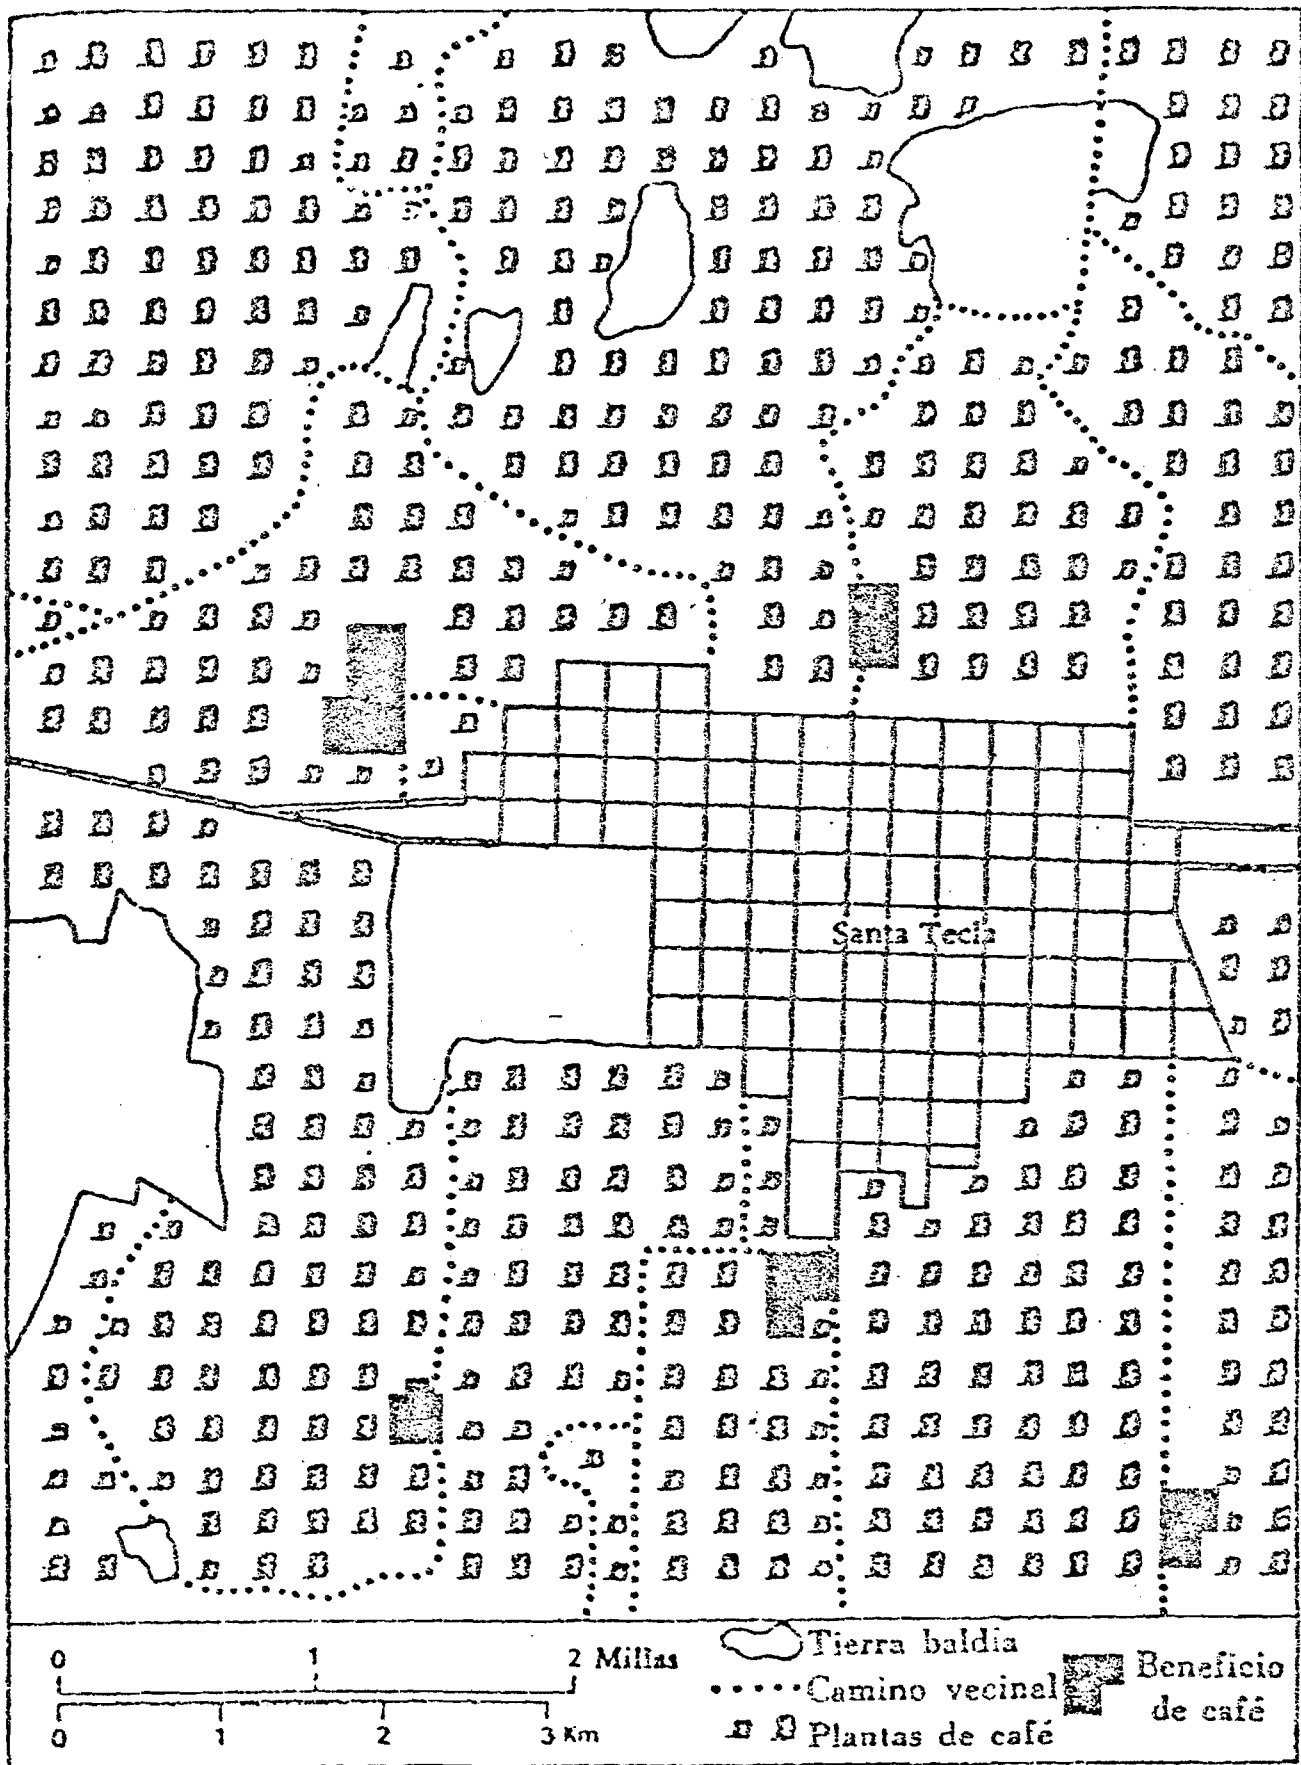 Santa Tecla
0 1 2 Millas
0 1 2 3 Km
Tierra baldía
Camino vecinal
Plantas de café
Beneficio
de café